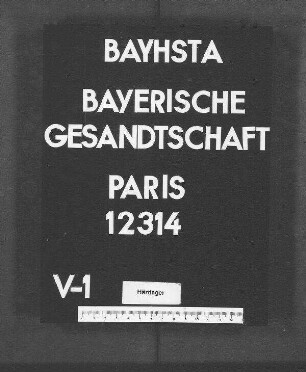 BAYHSTA
BAYERISCHE
GESANDTSCHAFT
PARIS
12314
V-1